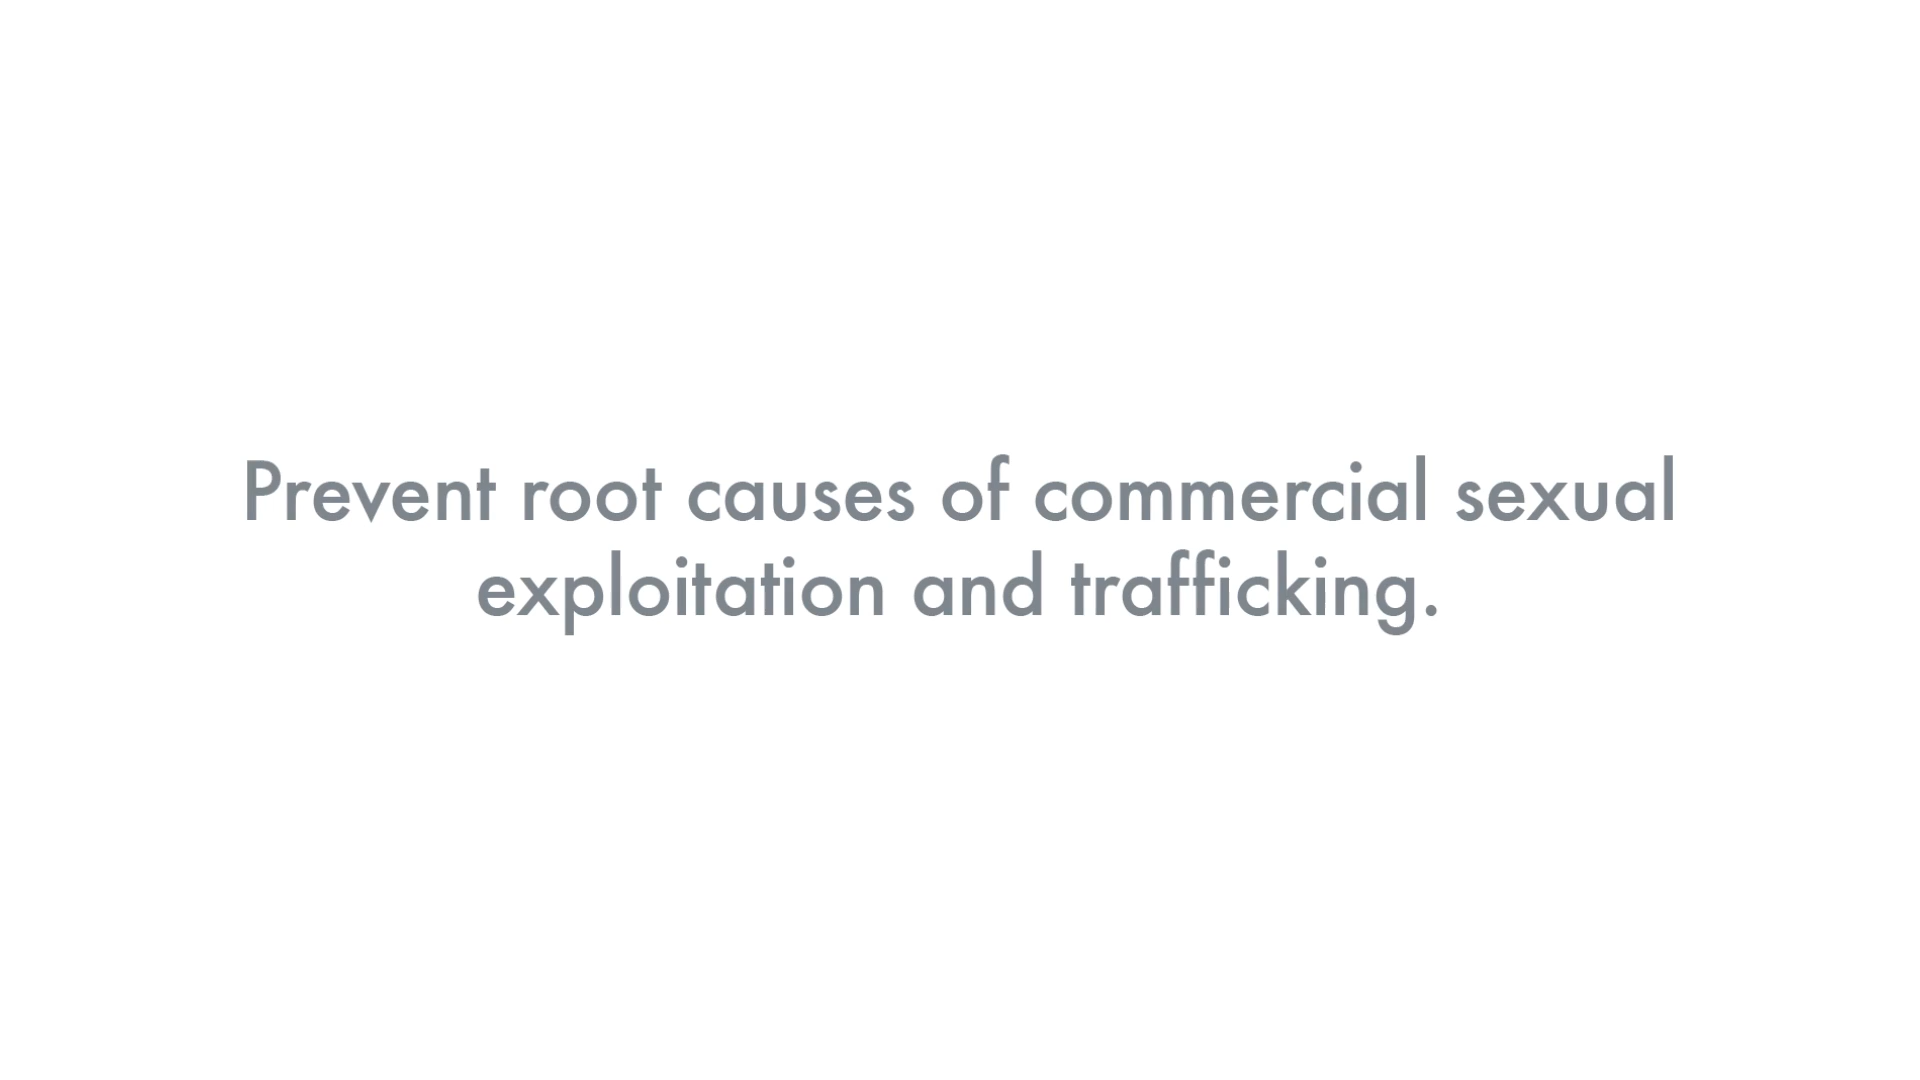 Prevent root causes of commercial sexual
exploitation and trafficking.